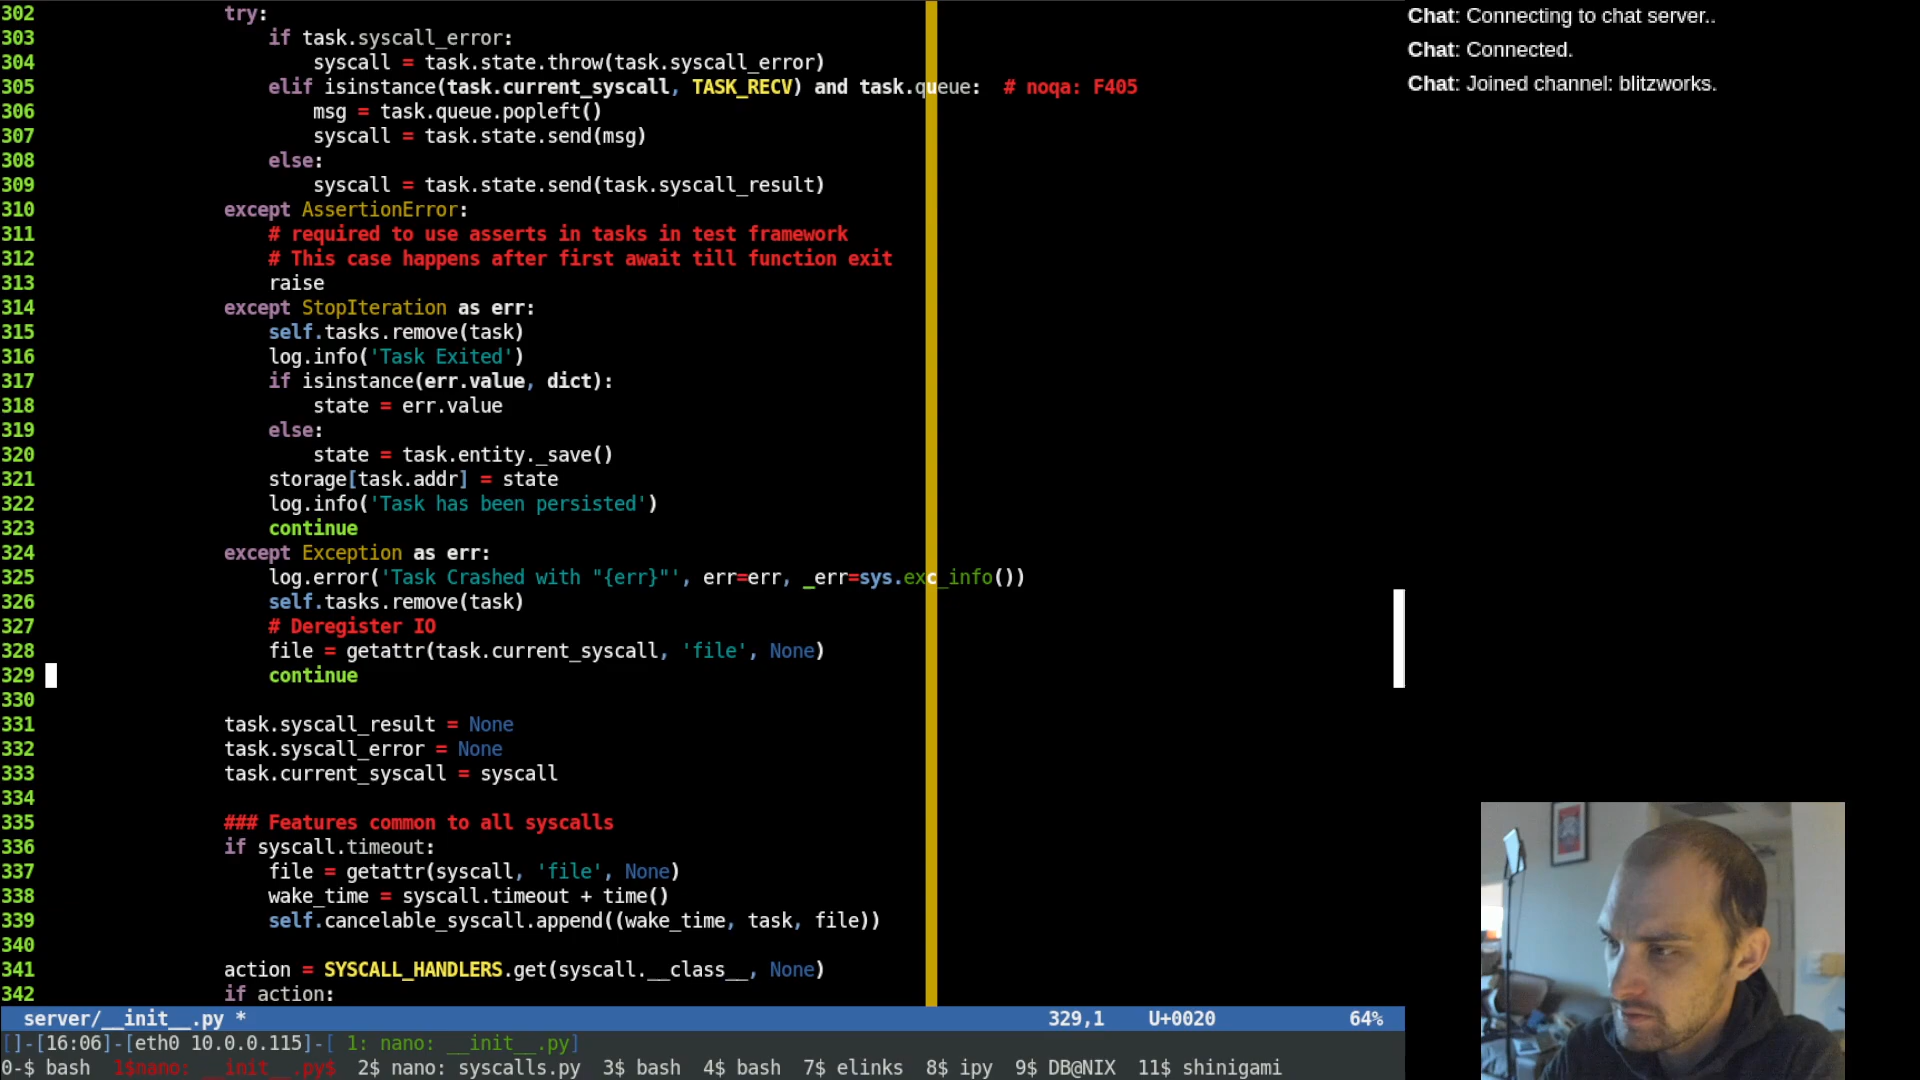 302 try:
303 if task.syscall_error:
304 syscall = task.state.throw(task.syscall_error)
305 elif isinstance(task.current_syscall, TASK_RECV) and task.queue: # noqa: F405
306 msg = task.queue.popleft()
307 syscall = task.state.send(msg)
308 else:
309 syscall = task.state.send(task.syscall_result)
310 except AssertionError:
311 # required to use asserts in tasks in test framework
312 # This case happens after first await till function exit
313 raise
314 except StopIteration as err:
315 self.tasks.remove(task)
316 log.info('Task Exited')
317 if isinstance(err.value, dict):
318 state = err.value
319 else:
320 state = task.entity._save()
321 storage[task.addr] = state
322 log.info('Task has been persisted')
323 continue
324 except Exception as err:
325 log.error('Task Crashed with "{err}"', err=err, _err=sys.exc_info())
326 self.tasks.remove(task)
327 # Deregister IO
328 file = getattr(task.current_syscall, 'file', None)
329 continue
330
331 task.syscall_result = None
332 task.syscall_error = None
333 task.current_syscall = syscall
334
335 ### Features common to all syscalls
336 if syscall.timeout:
337 file = getattr(syscall, 'file', None)
338 wake_time = syscall.timeout + time()
339 self.cancelable_syscall.append((wake_time, task, file))
340
341 action = SYSCALL_HANDLERS.get(syscall.__class__, None)
342 if action:
server/__init__.py * 329,1 U+0020 64%
[]-[16:06]-[eth0 10.0.0.115]-[ 1: nano: __init__.py]
0-$ bash 1$nano: __init__.py$ 2$ nano: syscalls.py 3$ bash 4$ bash 7$ elinks 8$ ipy 9$ DB@NIX 11$ shinigami
Chat: Connecting to chat server..
Chat: Connected.
Chat: Joined channel: blitzworks.